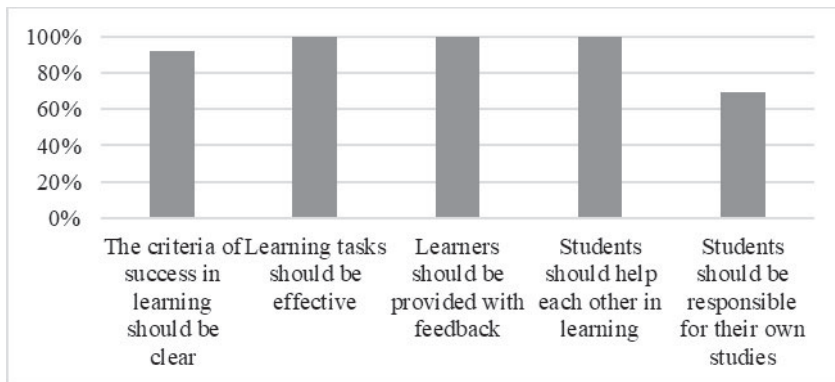 100%
80%
60%
40%
20%
0%
The criteria of
success in
learning
should be
clear
Learning tasks
should be
effective
Learners
should be
provided with
feedback
Students
should help
each other in
learning
Students
should be
responsible
for their own
studies